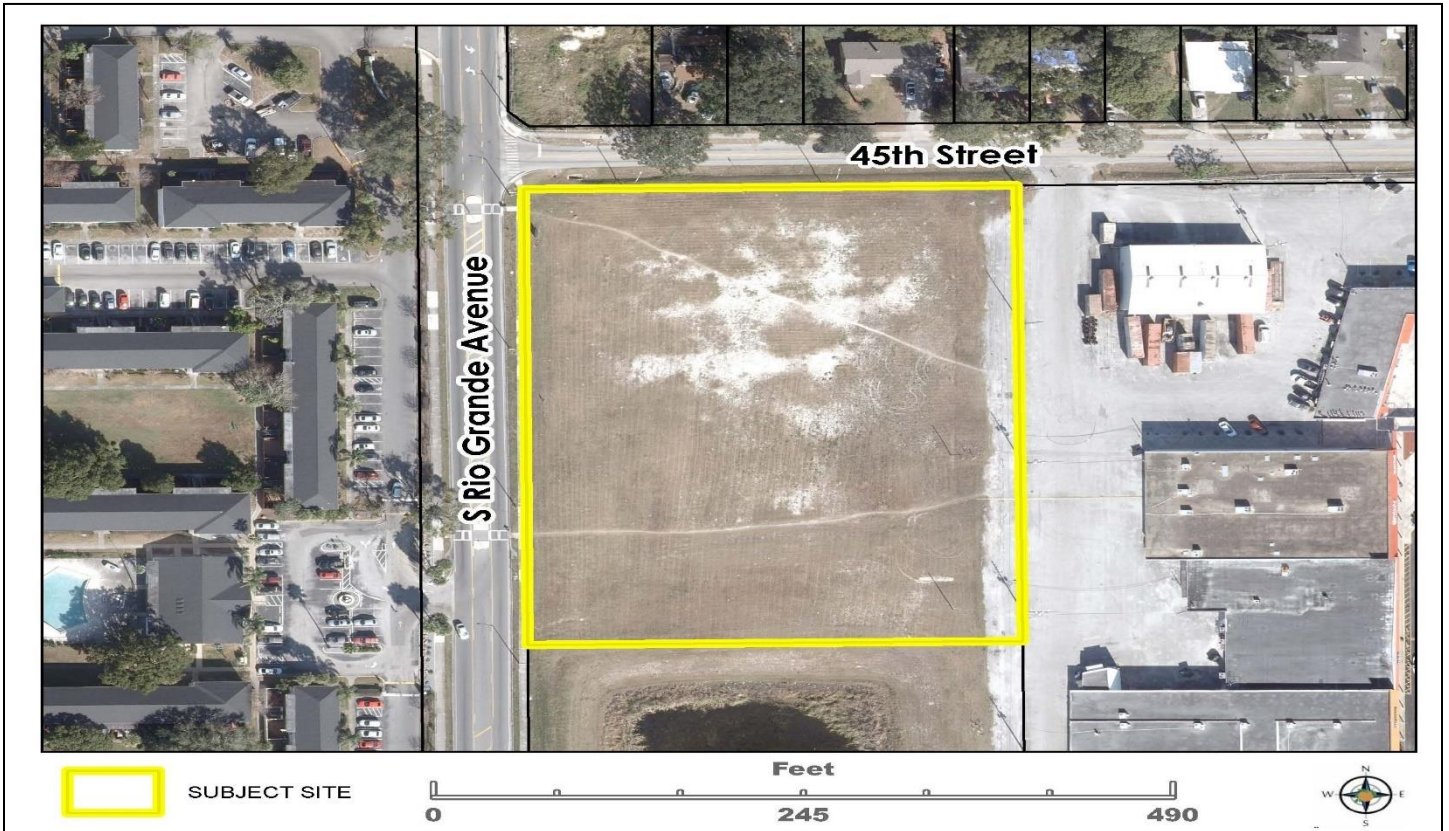 45th Street
S Rio Grande Avenue
SUBJECT SITE
Feet
0 245 490
N
W E
S